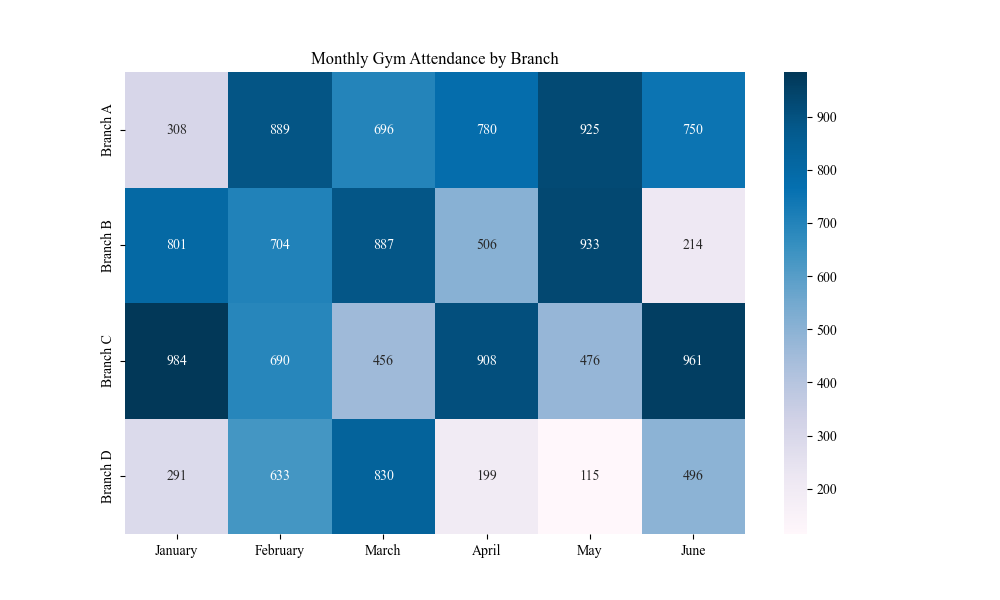 Monthly Gym Attendance by Branch
Branch A
308 889 696 780 925 750
Branch B
801 704 887 506 933 214
Branch C
984 690 456 908 476 961
Branch D
291 633 830 199 115 496
January February March April May June
900
800
700
600
500
400
300
200